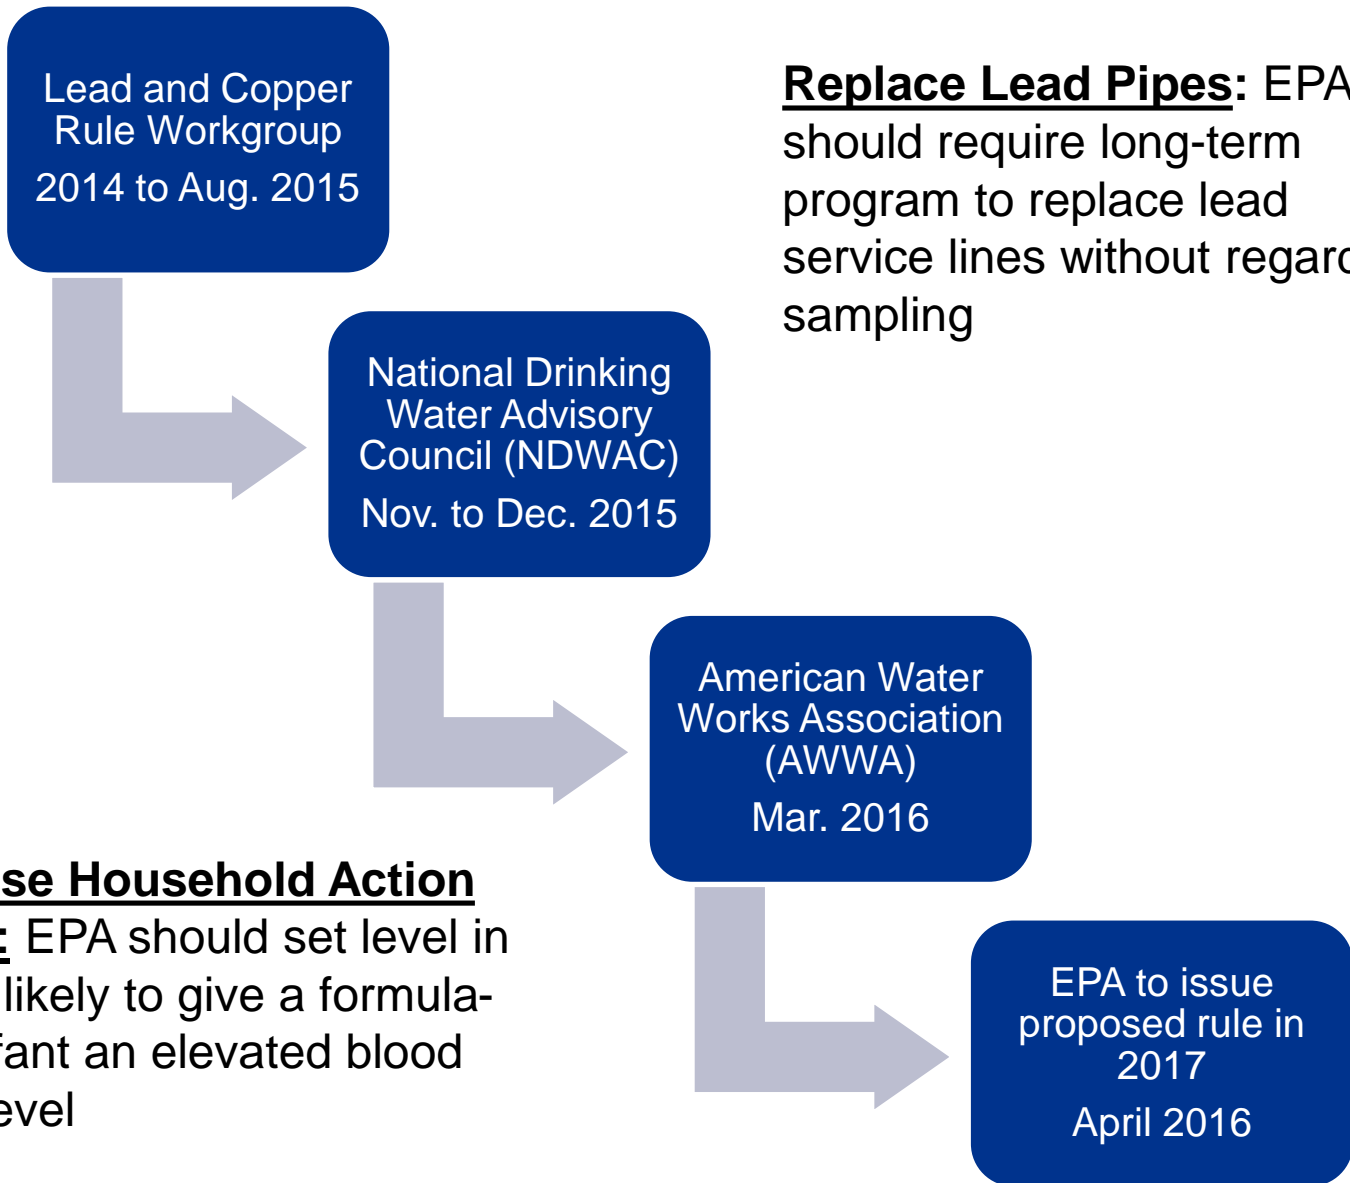 Lead and Copper
Rule Workgroup
2014 to Aug. 2015
Replace Lead Pipes: EPA
should require long-term
program to replace lead
service lines without regard
sampling
National Drinking
Water Advisory
Council (NDWAC)
Nov. to Dec. 2015
American Water
Works Association
(AWWA)
Mar. 2016
se Household Action
: EPA should set level in
likely to give a formula-
fant an elevated blood
evel
EPA to issue
proposed rule in
2017
April 2016